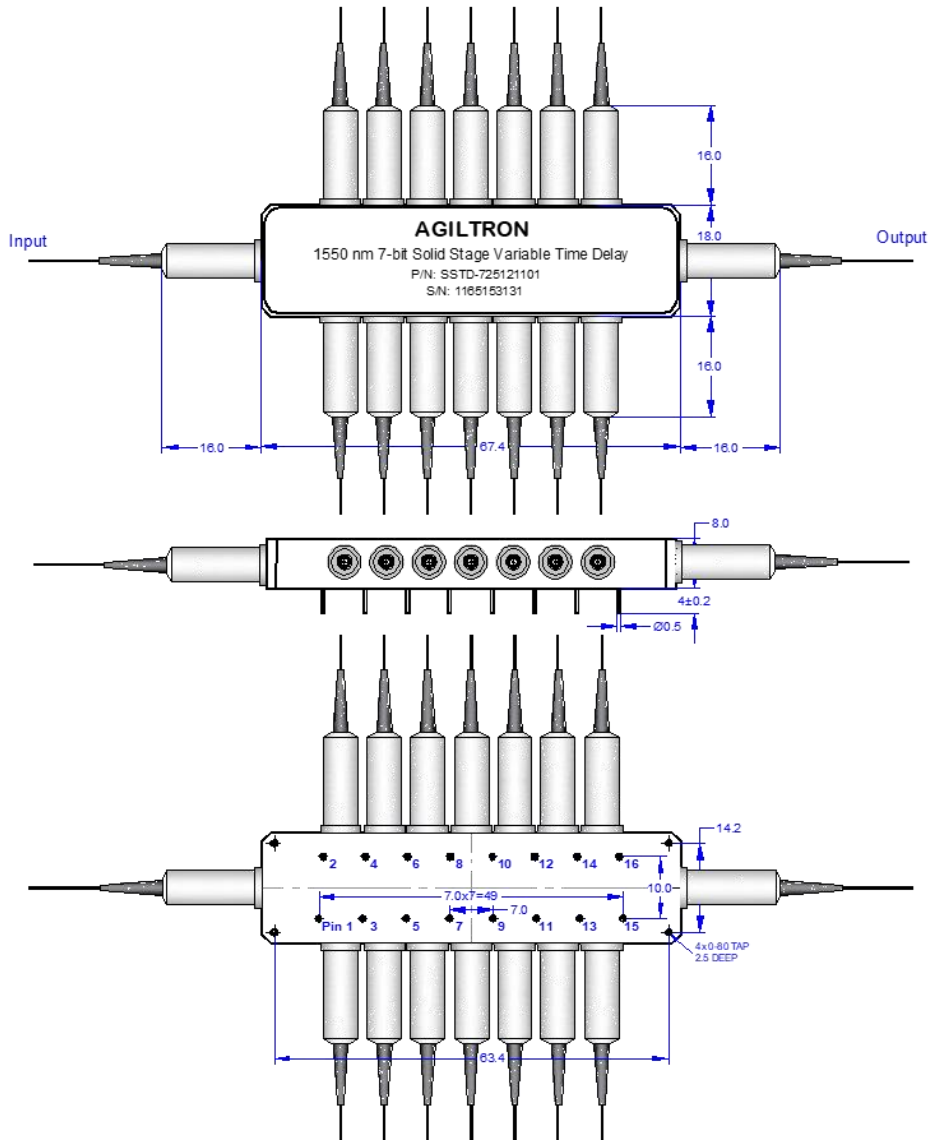 16.0
AGILTRON
Input
18.0
Output
1550 nm 7-bit Solid Stage Variable Time Delay
P/N: SSTD-725121101
S/N: 1165153131
16.0
16.0
67.4
16.0
8.0
4±0.2
Ø0.5
14.2
2 4 6 8 10 12 14 16
7.0x7=49
10.0
7.0
Pin 1 3 5 7 9 11 13 15
4x0-80 TAP
2.5 DEEP
63.4